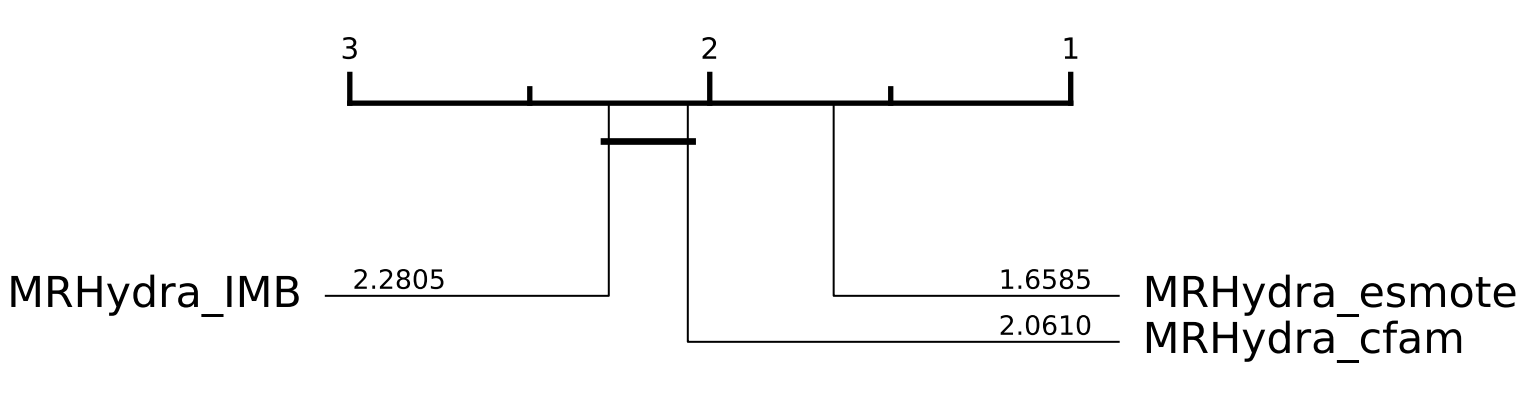 3 2 1
MRHydra_IMB 2.2805 1.6585 MRHydra_esmote
2.0610 MRHydra_cfam